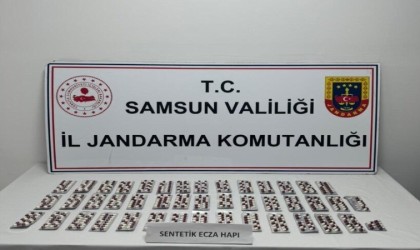 T.C.
SAMSUN VALİLİĞİ
İL JANDARMA KOMUTANLIĞI
SENTETİK ECZA HAPI